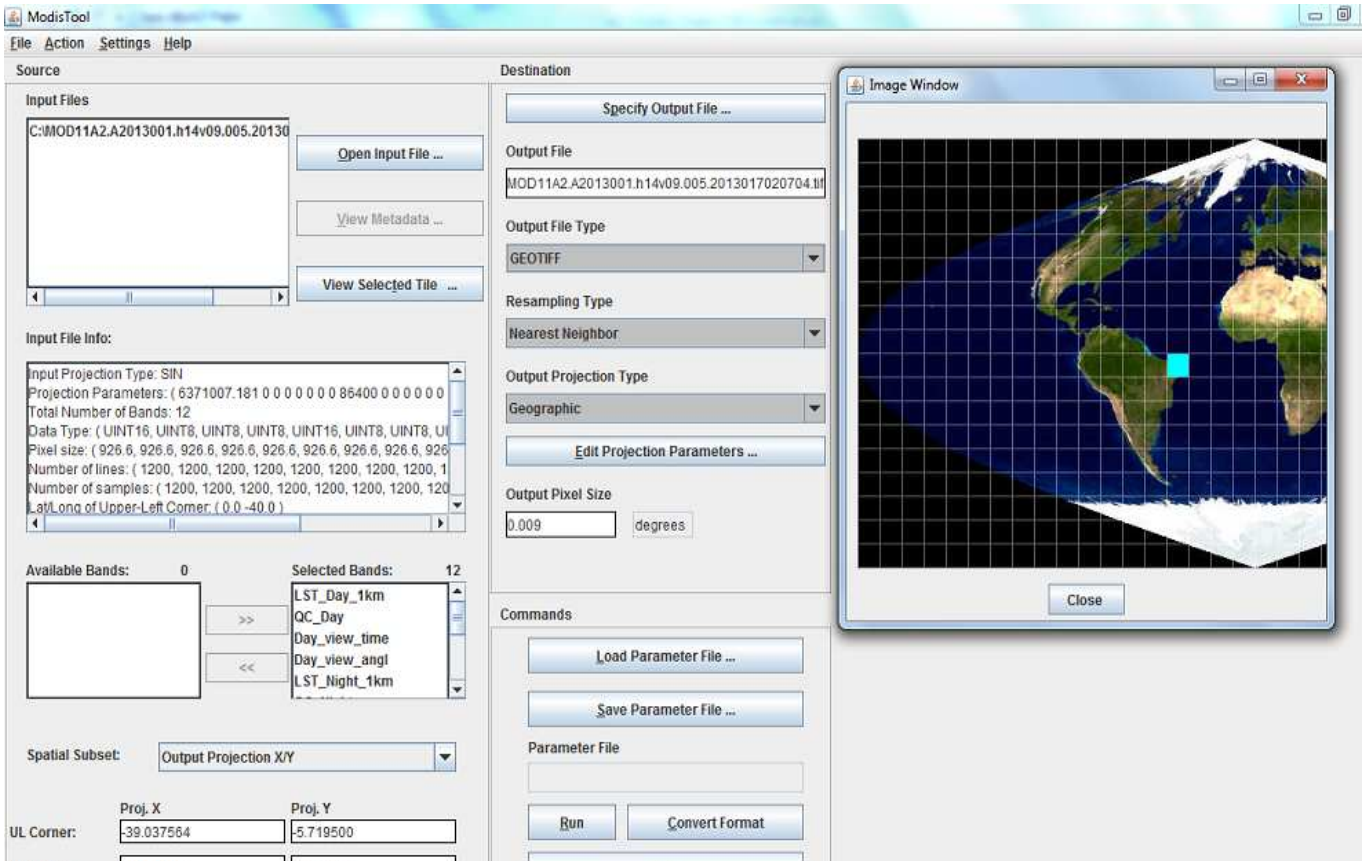 ModisTool
File Action Settings Help
Source
Input Files
C:\MOD11A2.A2013001.h14v09.005.20130
Open Input File ...
View Metadata ...
View Selected Tile ...
Input File Info:
Input Projection Type: SIN
Projection Parameters: ( 6371007.181 0 0 0 0 0 0 0 86400 0 0 0 0 0 0
Total Number of Bands: 12
Data Type: ( UINT16, UINT8, UINT8, UINT8, UINT16, UINT8, UINT8, UI
Pixel size: ( 926.6, 926.6, 926.6, 926.6, 926.6, 926.6, 926.6, 926
Number of lines: ( 1200, 1200, 1200, 1200, 1200, 1200, 1200, 1200, 1
Number of samples: ( 1200, 1200, 1200, 1200, 1200, 1200, 1200, 120
Lat/Long of Upper-Left Corner: ( 0.0 -40.0 )
Available Bands: 0
Selected Bands: 12
LST_Day_1km
QC_Day
Day_view_time
Day_view_angl
LST_Night_1km
Spatial Subset:
Output Projection X/Y
Proj. X
Proj. Y
UL Corner:
-39.037564
-5.719500
Destination
Specify Output File ...
Output File
MOD11A2.A2013001.h14v09.005.2013017020704.tif
Output File Type
GEOTIFF
Resampling Type
Nearest Neighbor
Output Projection Type
Geographic
Edit Projection Parameters ...
Output Pixel Size
0.009
degrees
Commands
Load Parameter File ...
Save Parameter File ...
Parameter File
Run
Convert Format
Image Window
Close